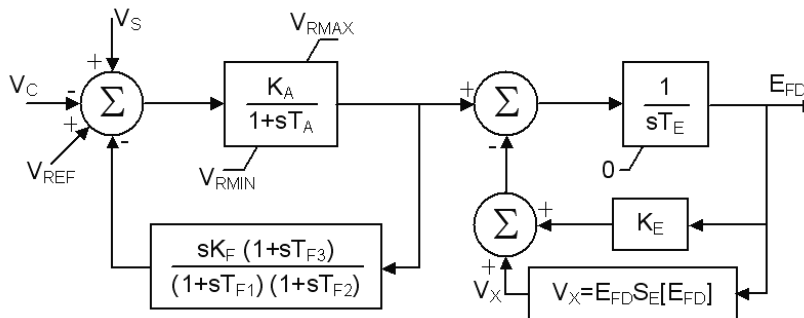 V_S
V_RMAX
V_C
+
-
+
-
Σ
K_A
1+sT_A
V_REF
V_RMIN
+
-
Σ
1
sT_E
0
E_FD
sK_F (1+sT_F3)
(1+sT_F1) (1+sT_F2)
Σ
+
+
K_E
V_X
V_X=E_FD S_E[E_FD]